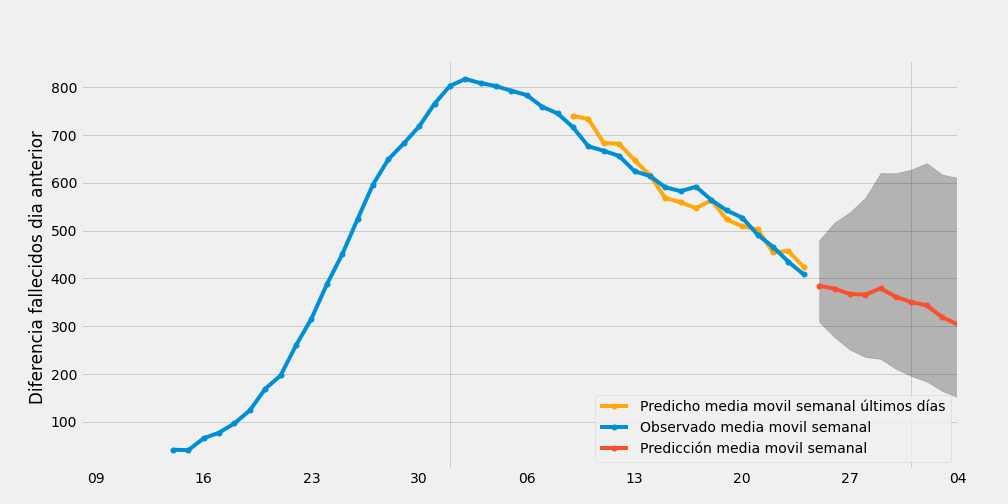 Diferencia fallecidos dia anterior
800
700
600
500
400
300
200
100
09 16 23 30 06 13 20 27 04
Predicho media movil semanal últimos días
Observado media movil semanal
Predicción media movil semanal